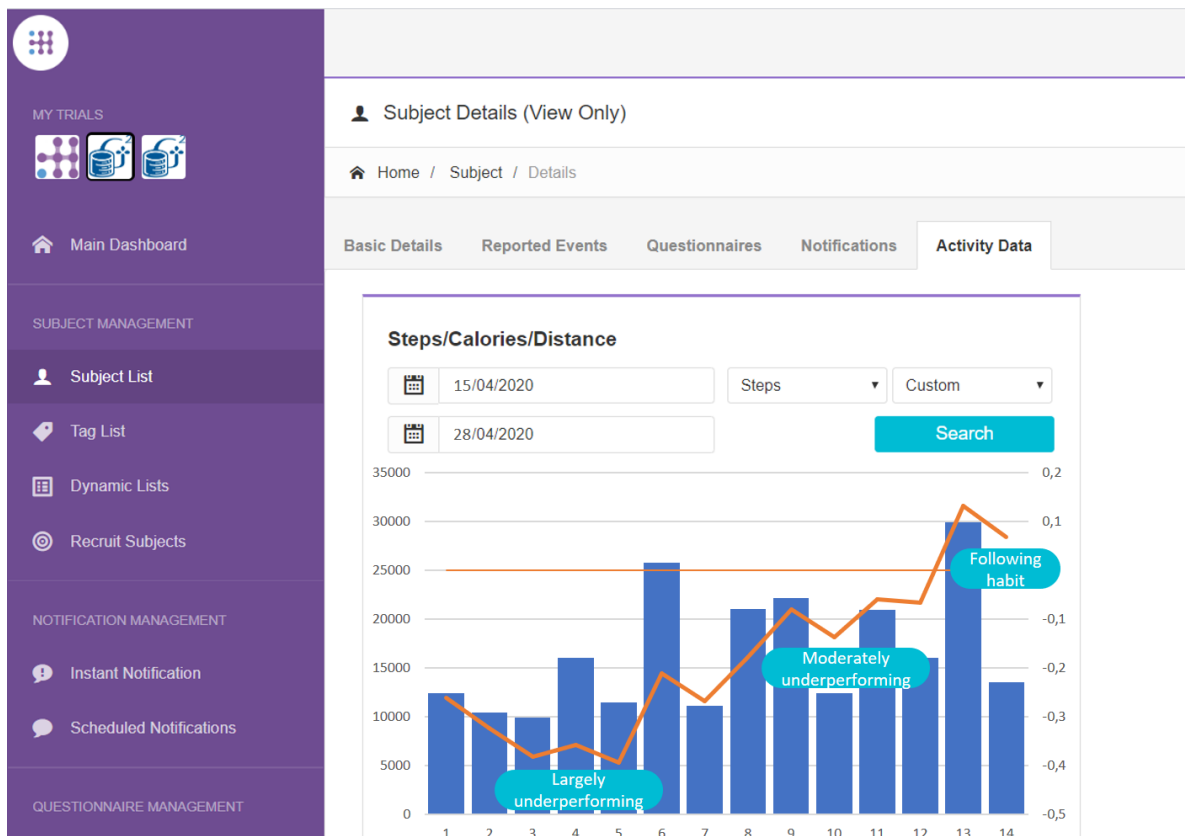 MY TRIALS
Main Dashboard
SUBJECT MANAGEMENT
Subject List
Tag List
Dynamic Lists
Recruit Subjects
NOTIFICATION MANAGEMENT
Instant Notification
Scheduled Notifications
QUESTIONNAIRE MANAGEMENT
Subject Details (View Only)
Home / Subject / Details
Basic Details Reported Events Questionnaires Notifications Activity Data
Steps/Calories/Distance
15/04/2020 Steps Custom
28/04/2020 Search
35000 0,2
30000 0,1
Following
habit
25000
20000 -0,1
15000 -0,2
Moderately
underperforming
10000 -0,3
5000 -0,4
Largely
underperforming
0 -0,5
1 2 3 4 5 6 7 8 9 10 11 12 13 14